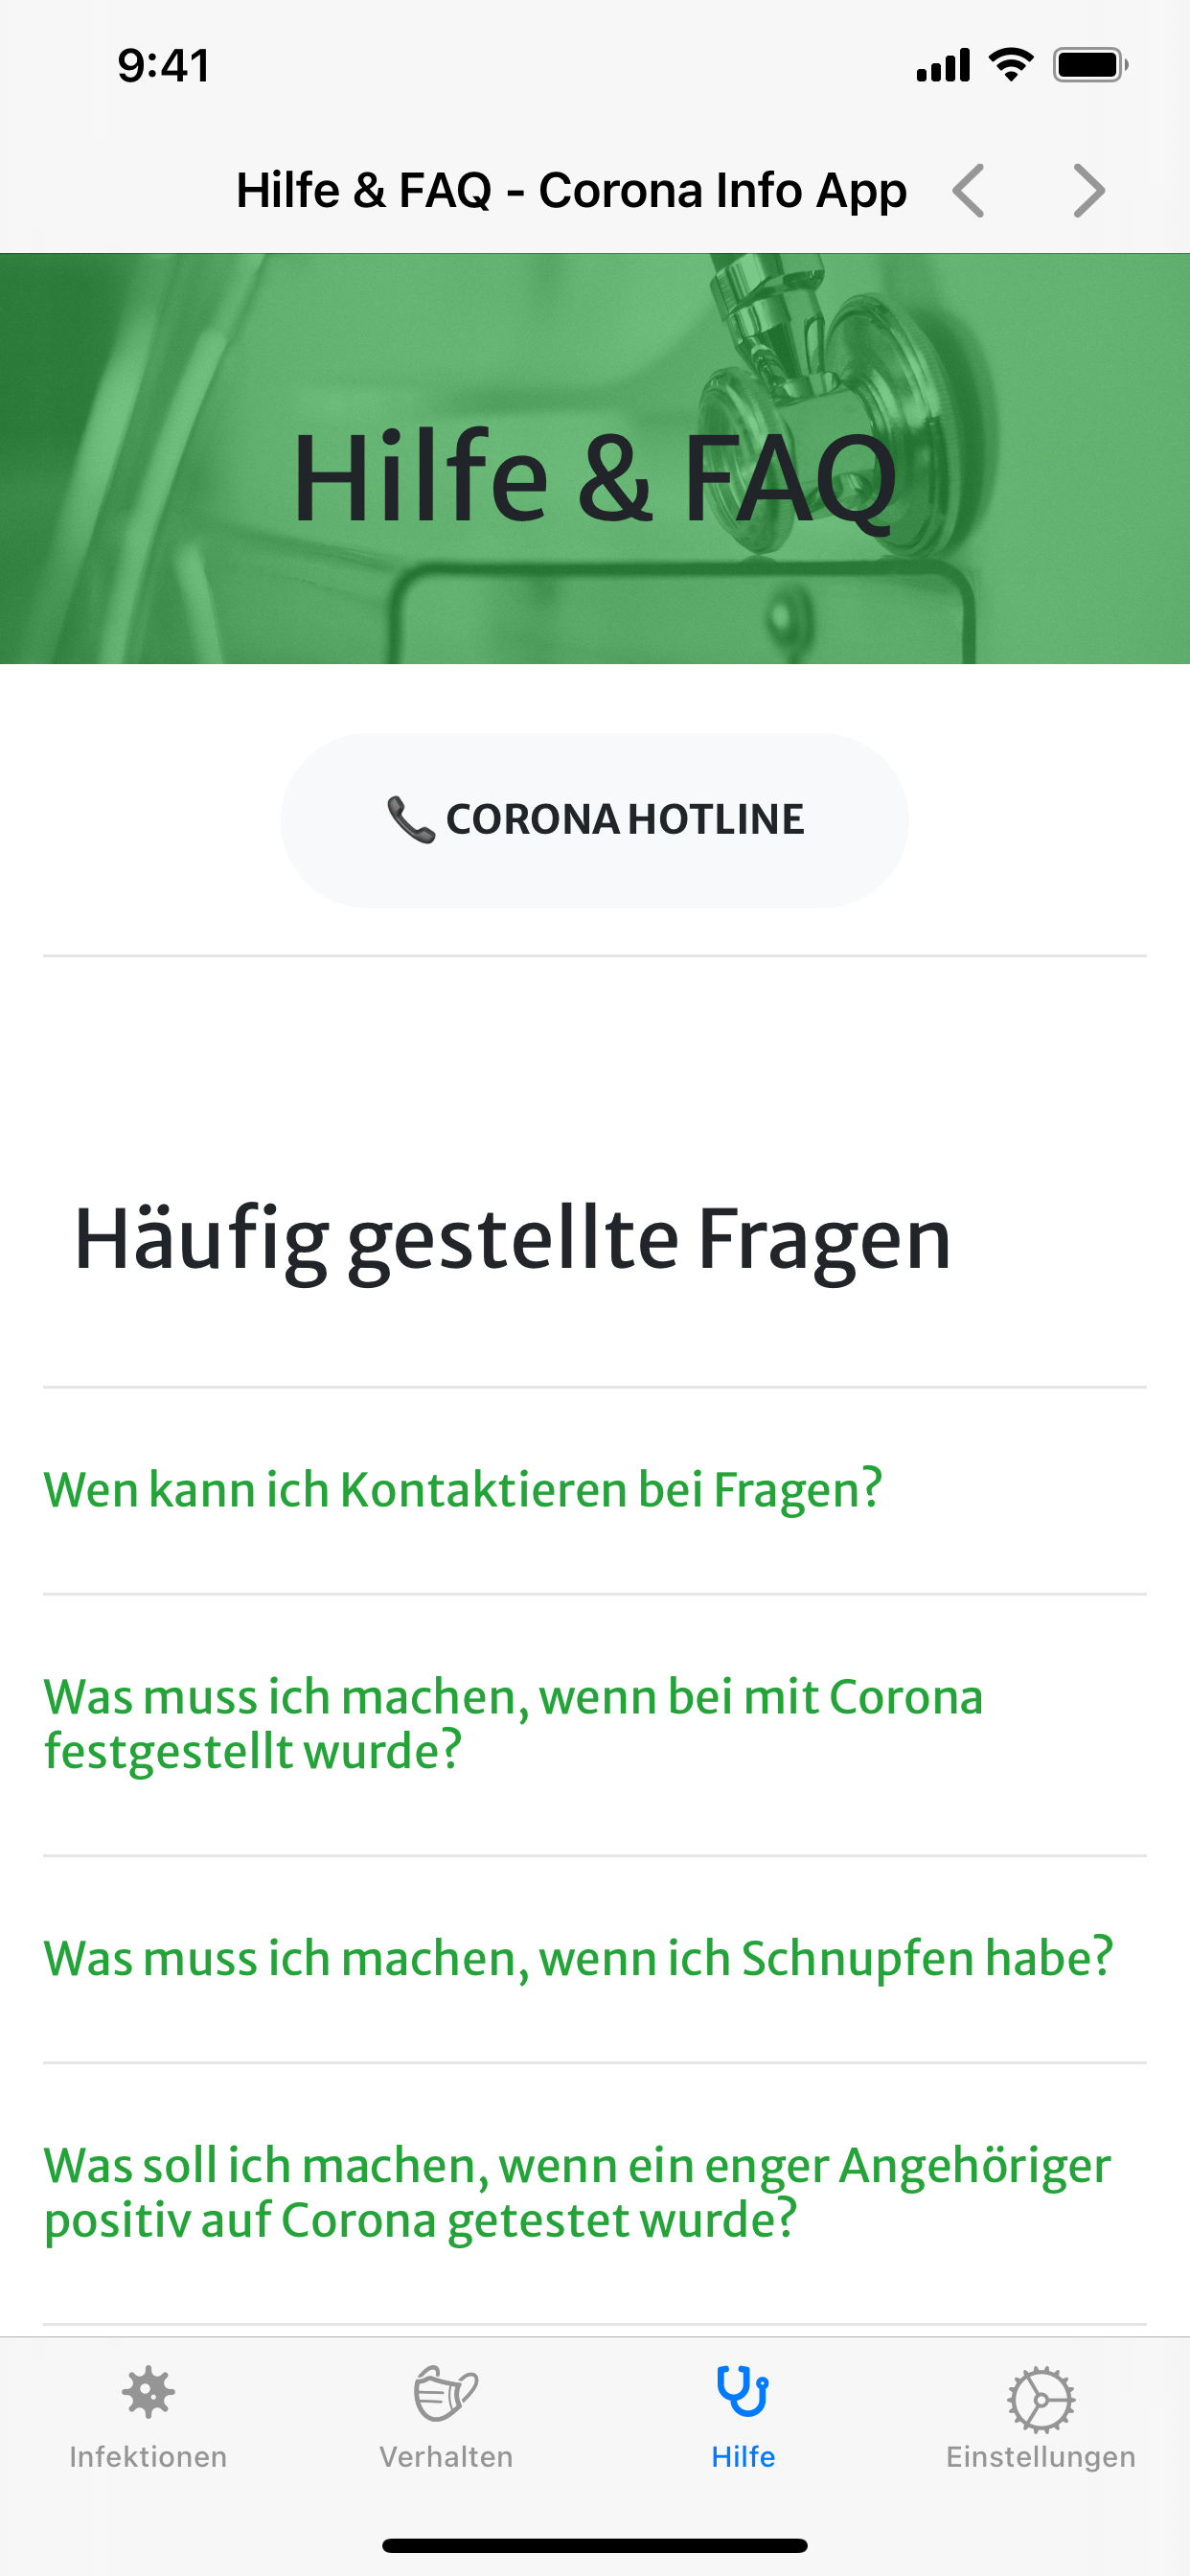 9:41
Hilfe & FAQ - Corona Info App
Hilfe & FAQ
CORONA HOTLINE
Häufig gestellte Fragen
Wen kann ich Kontaktieren bei Fragen?
Was muss ich machen, wenn bei mit Corona
festgestellt wurde?
Was muss ich machen, wenn ich Schnupfen habe?
Was soll ich machen, wenn ein enger Angehöriger
positiv auf Corona getestet wurde?
Infektionen
Verhalten
Hilfe
Einstellungen